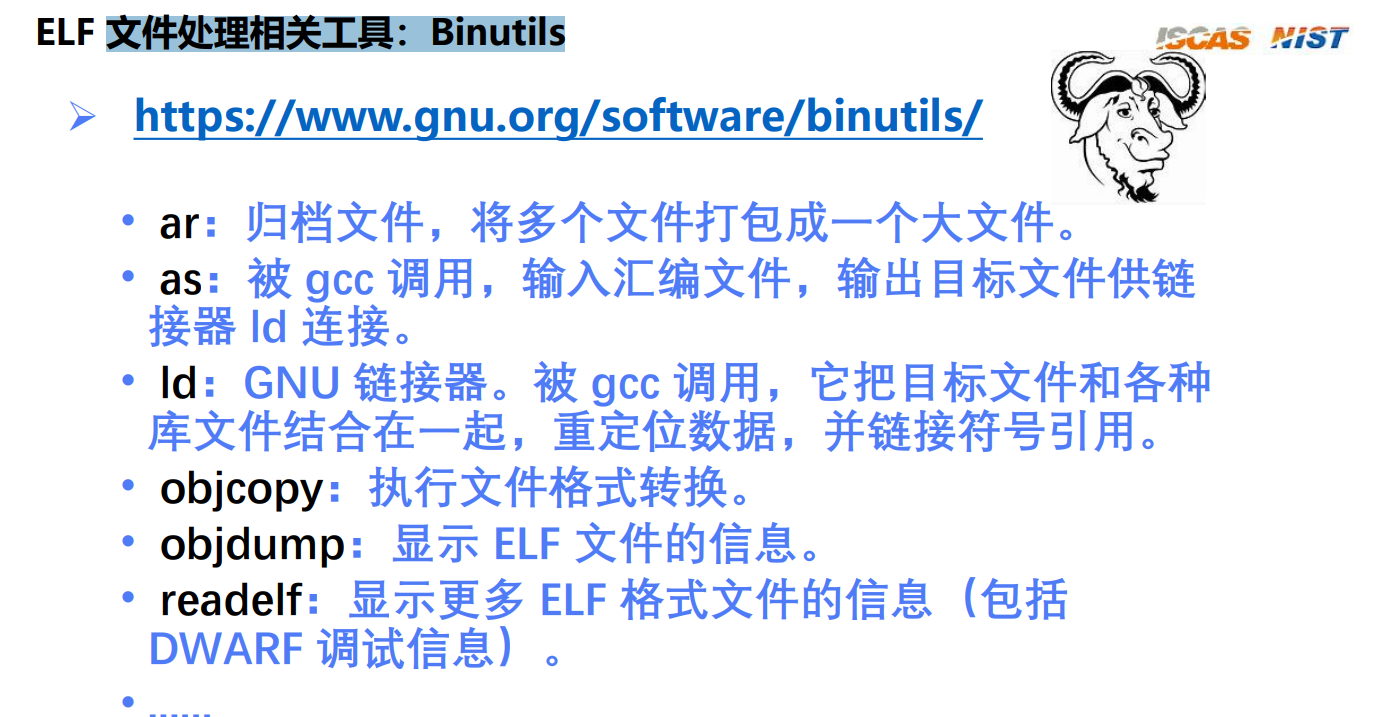 ELF 文件处理相关工具：Binutils
ISCAS NIST
➢ https://www.gnu.org/software/binutils/
• ar：归档文件，将多个文件打包成一个大文件。
• as：被 gcc 调用，输入汇编文件，输出目标文件供链
接器 ld 连接。
• ld：GNU 链接器。被 gcc 调用，它把目标文件和各种
库文件结合在一起，重定位数据，并链接符号引用。
• objcopy：执行文件格式转换。
• objdump：显示 ELF 文件的信息。
• readelf：显示更多 ELF 格式文件的信息（包括
DWARF 调试信息）。
• ......